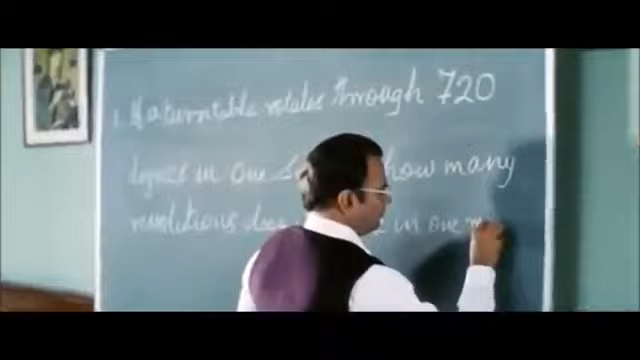 1. If a turntable rotates through 720
degrees in one how many
revolutions does in one